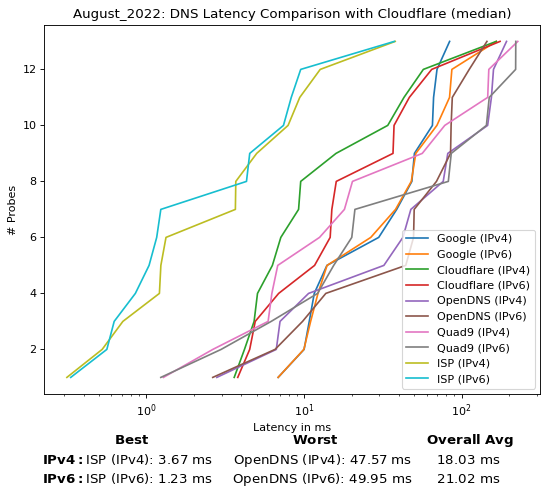 August_2022: DNS Latency Comparison with Cloudflare (median)
# Probes
12
10
8
6
4
2
10⁰
10¹
10²
Latency in ms
Google (IPv4)
Google (IPv6)
Cloudflare (IPv4)
Cloudflare (IPv6)
OpenDNS (IPv4)
OpenDNS (IPv6)
Quad9 (IPv4)
Quad9 (IPv6)
ISP (IPv4)
ISP (IPv6)
Best Worst Overall Avg
IPv4: ISP (IPv4): 3.67 ms OpenDNS (IPv4): 47.57 ms 18.03 ms
IPv6: ISP (IPv6): 1.23 ms OpenDNS (IPv6): 49.95 ms 21.02 ms